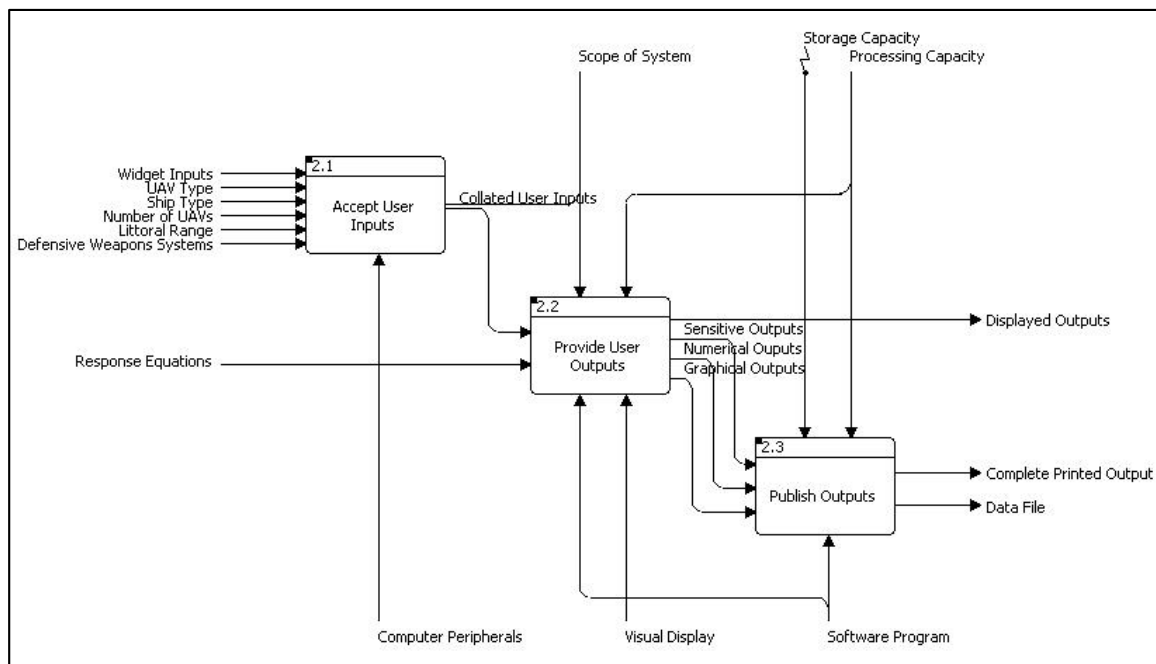 Storage Capacity
Scope of System
Processing Capacity
2.1
Widget Inputs
UAV Type
Ship Type
Number of UAVs
Littoral Range
Defensive Weapons Systems
Accept User
Inputs
Collated User Inputs
2.2
Provide User
Outputs
Response Equations
Sensitive Outputs
Numerical Ouputs
Graphical Outputs
Displayed Outputs
2.3
Publish Outputs
Complete Printed Output
Data File
Computer Peripherals
Visual Display
Software Program